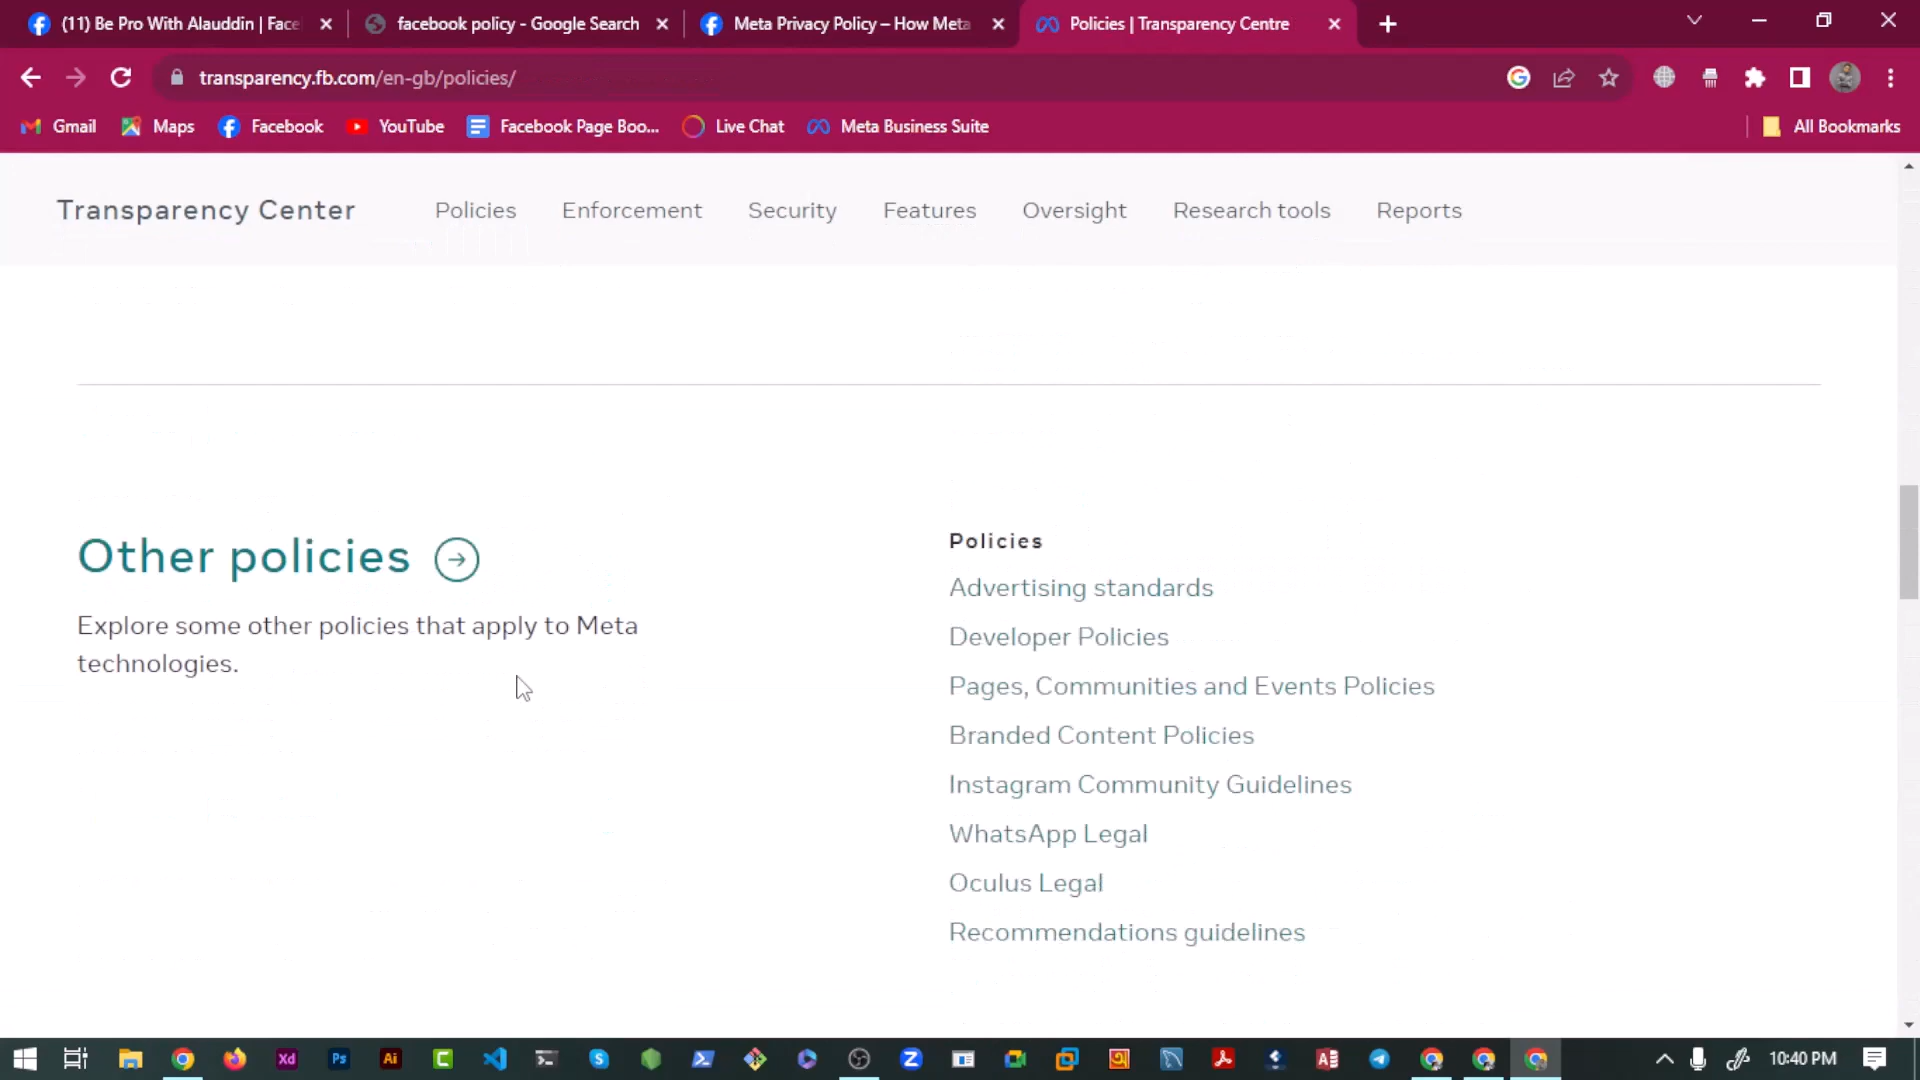 (11) Be Pro With Alauddin | Face
facebook policy - Google Search
Meta Privacy Policy – How Meta
Policies | Transparency Centre
transparency.fb.com/en-gb/policies/
Gmail
Maps
Facebook
YouTube
Facebook Page Boo...
Live Chat
Meta Business Suite
All Bookmarks
Transparency Center
Policies
Enforcement
Security
Features
Oversight
Research tools
Reports
Other policies
Explore some other policies that apply to Meta
technologies.
Policies
Advertising standards
Developer Policies
Pages, Communities and Events Policies
Branded Content Policies
Instagram Community Guidelines
WhatsApp Legal
Oculus Legal
Recommendations guidelines
Xd
Ps
Ai
10:40 PM